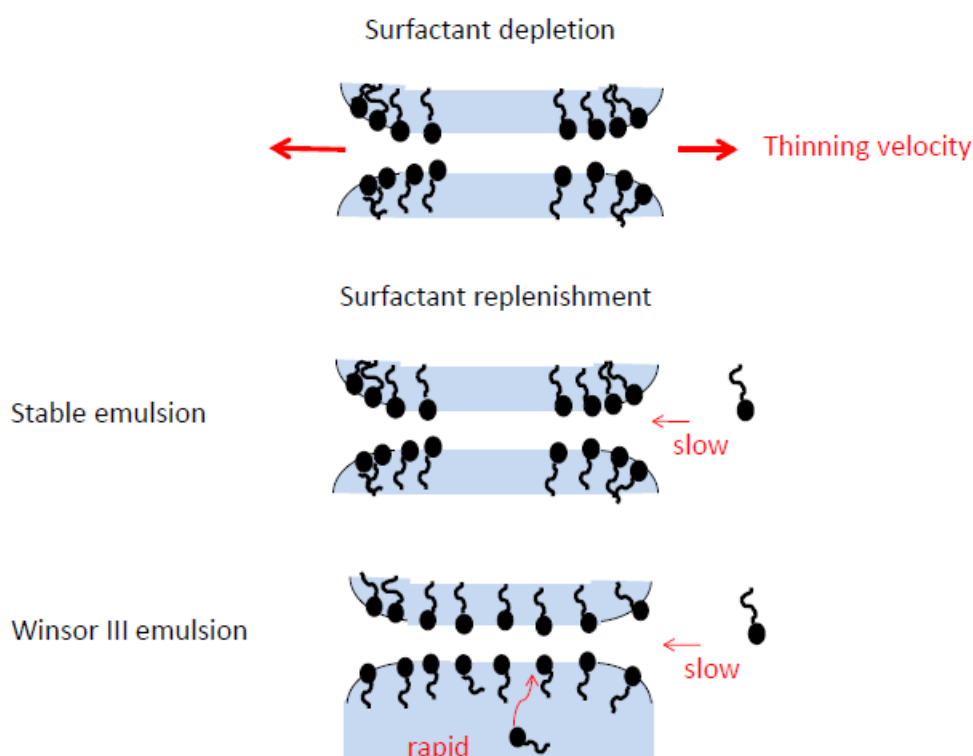 Surfactant depletion
Thinning velocity
Surfactant replenishment
Stable emulsion
slow
Winsor III emulsion
slow
rapid